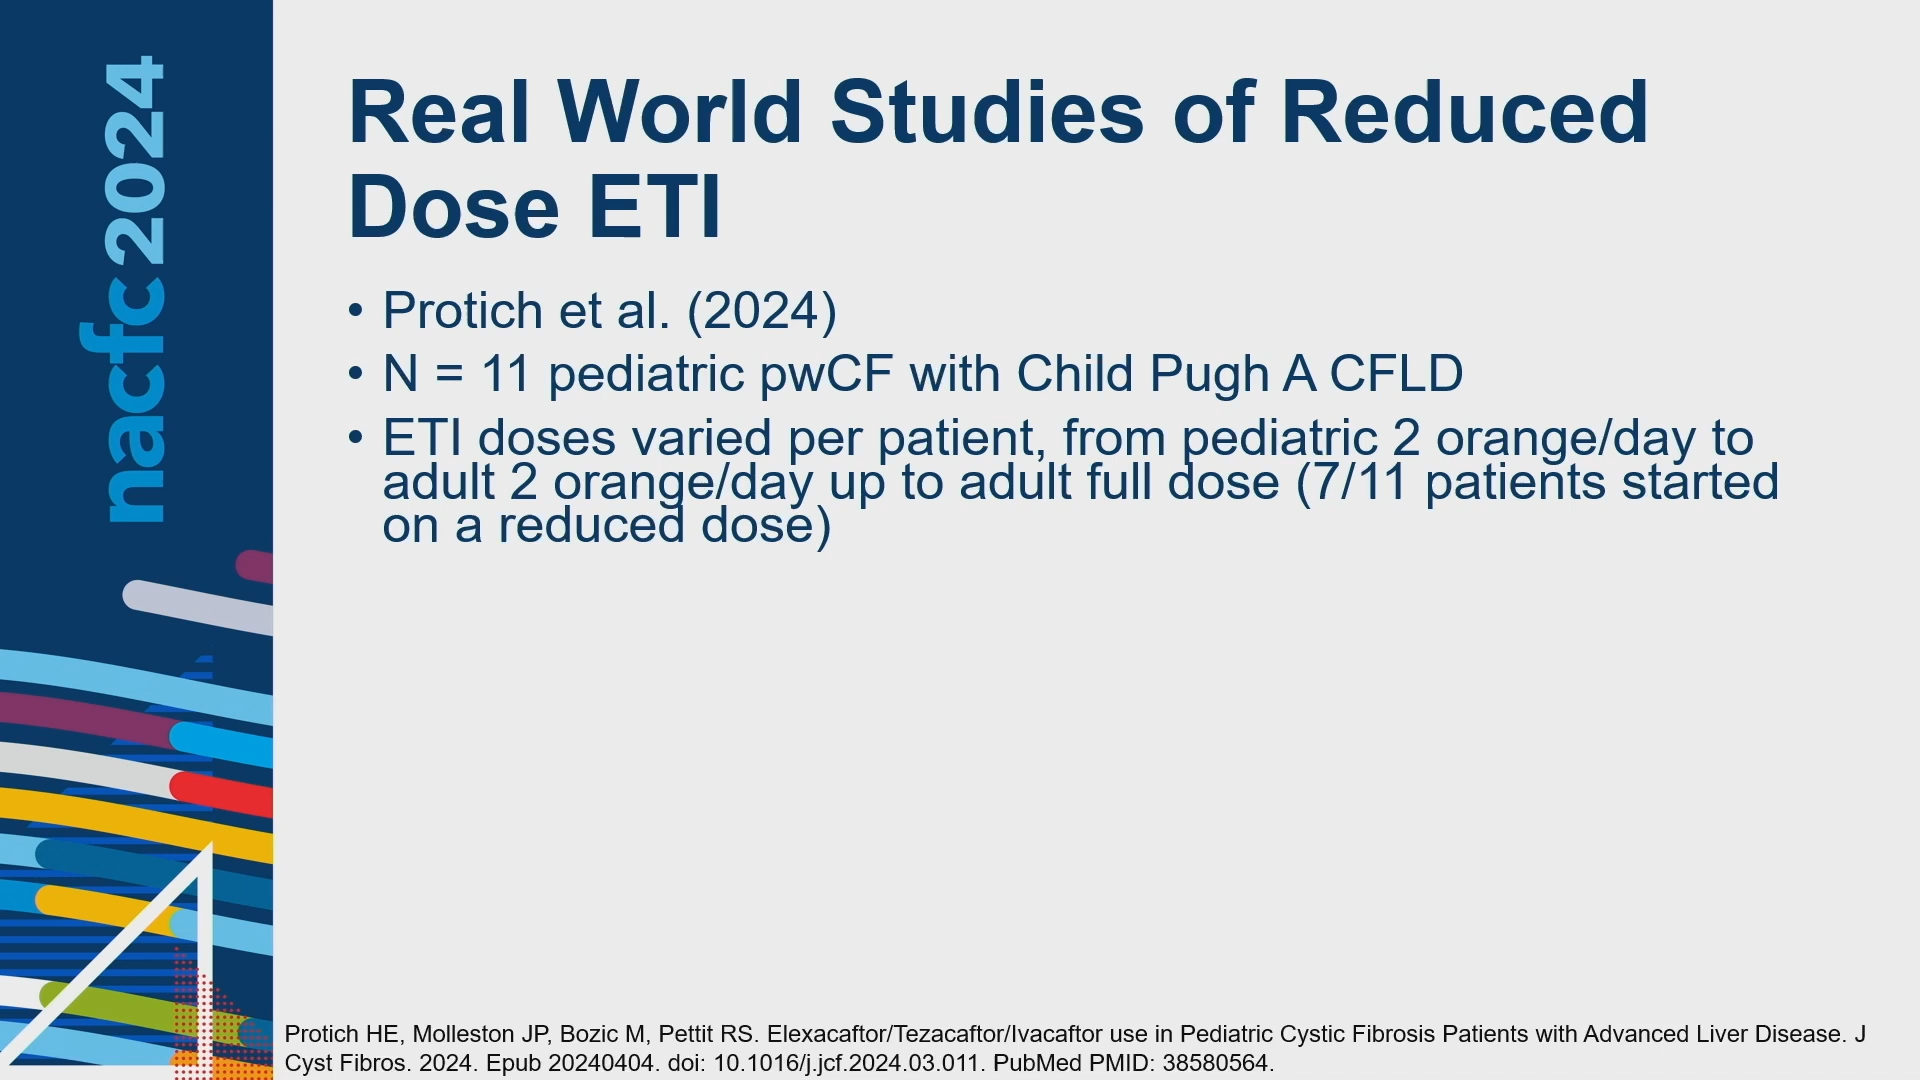 nacfc2024
Real World Studies of Reduced
Dose ETI
• Protich et al. (2024)
• N = 11 pediatric pwCF with Child Pugh A CFLD
• ETI doses varied per patient, from pediatric 2 orange/day to
adult 2 orange/day up to adult full dose (7/11 patients started
on a reduced dose)
Protich HE, Molleston JP, Bozic M, Pettit RS. Elexacaftor/Tezacaftor/Ivacaftor use in Pediatric Cystic Fibrosis Patients with Advanced Liver Disease. J
Cyst Fibros. 2024. Epub 20240404. doi: 10.1016/j.jcf.2024.03.011. PubMed PMID: 38580564.